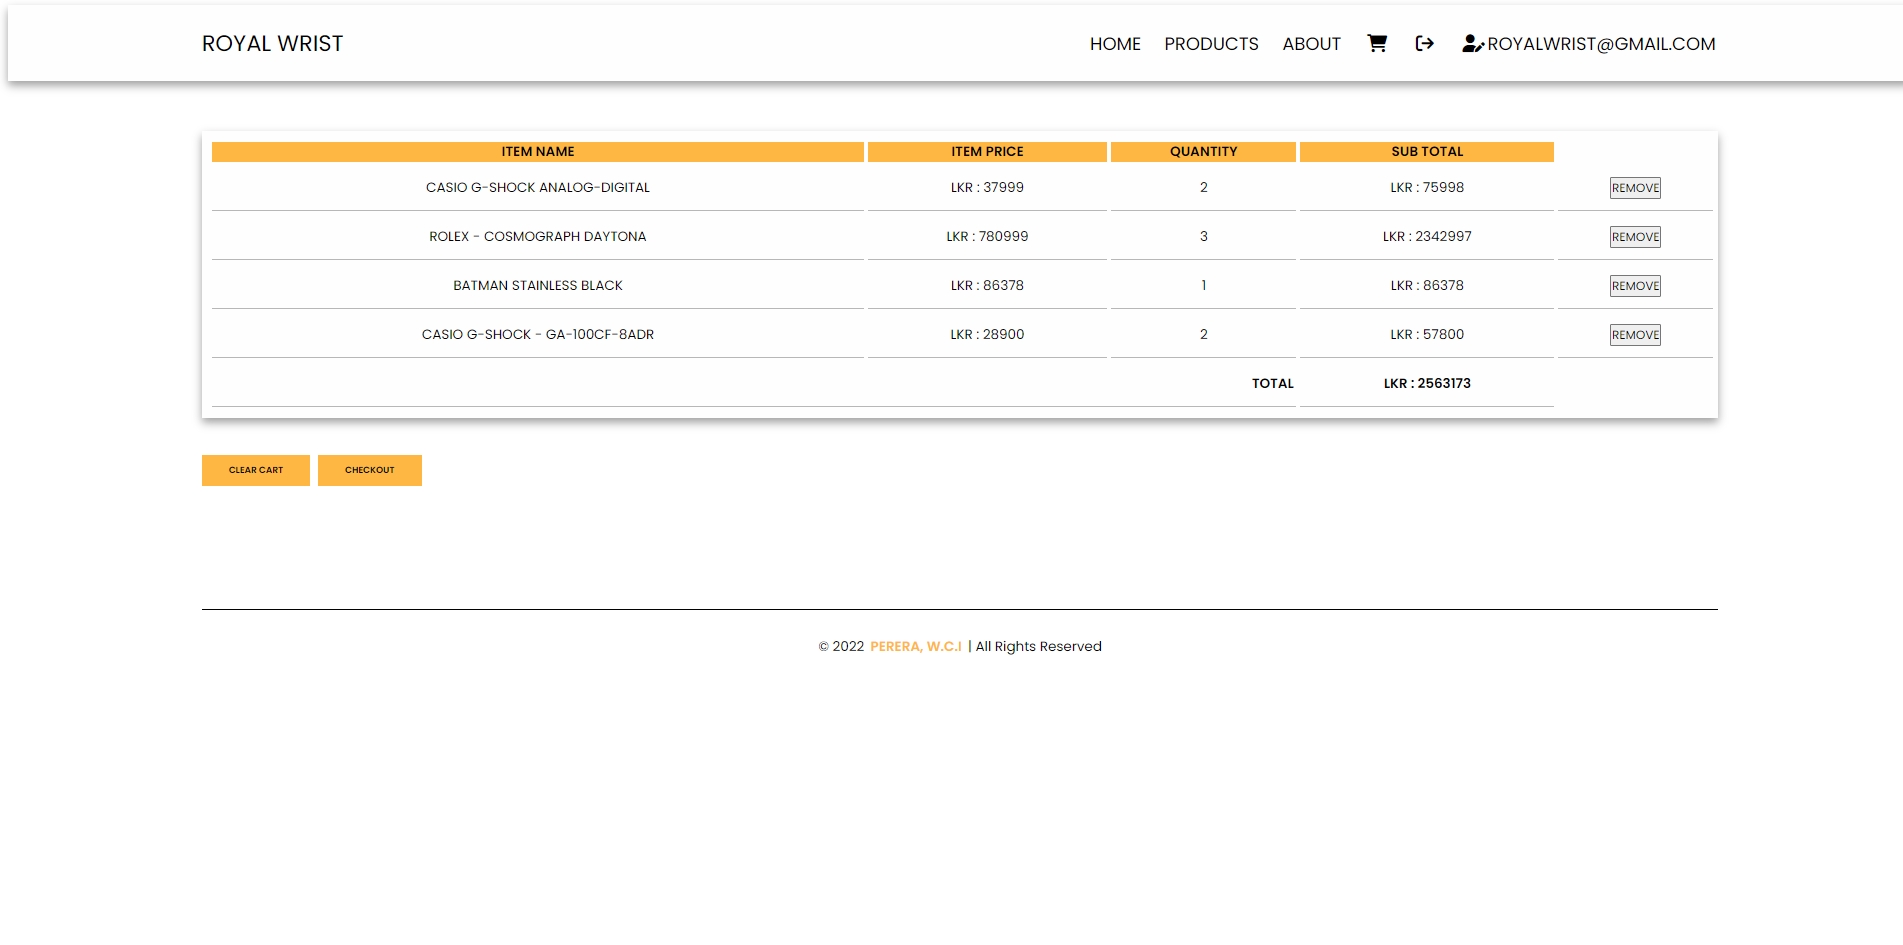 ROYAL WRIST HOME PRODUCTS ABOUT ROYALWRIST@GMAIL.COM
ITEM NAME ITEM PRICE QUANTITY SUB TOTAL
CASIO G-SHOCK ANALOG-DIGITAL LKR : 37999 2 LKR : 75998 REMOVE
ROLEX - COSMOGRAPH DAYTONA LKR : 780999 3 LKR : 2342997 REMOVE
BATMAN STAINLESS BLACK LKR : 86378 1 LKR : 86378 REMOVE
CASIO G-SHOCK - GA-100CF-8ADR LKR : 28900 2 LKR : 57800 REMOVE
TOTAL LKR : 2563173
CLEAR CART CHECKOUT
© 2022 PERERA, W.C.I | All Rights Reserved